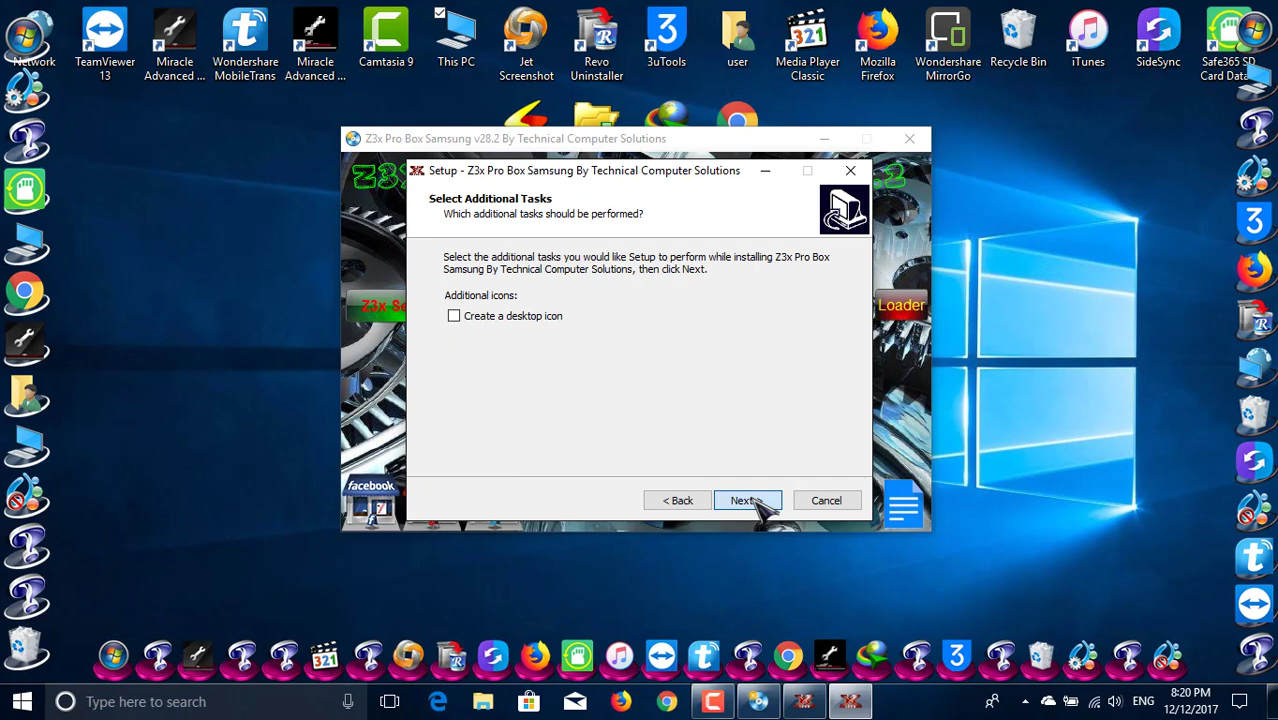 Network
TeamViewer 13
Miracle Advanced ...
Wondershare MobileTrans
Miracle Advanced ...
Camtasia 9
This PC
Jet Screenshot
Revo Uninstaller
3uTools
user
Media Player Classic
Mozilla Firefox
Wondershare MirrorGo
Recycle Bin
iTunes
SideSync
Safe365 SD Card Data
Z3x Pro Box Samsung v28.2 By Technical Computer Solutions
Z3X
.2
Setup - Z3x Pro Box Samsung By Technical Computer Solutions
Select Additional Tasks
Which additional tasks should be performed?
Select the additional tasks you would like Setup to perform while installing Z3x Pro Box
Samsung By Technical Computer Solutions, then click Next.
Additional icons:
Create a desktop icon
Z3x Se
Loader
facebook
< Back
Next >
Cancel
Type here to search
ENG
8:20 PM
12/12/2017